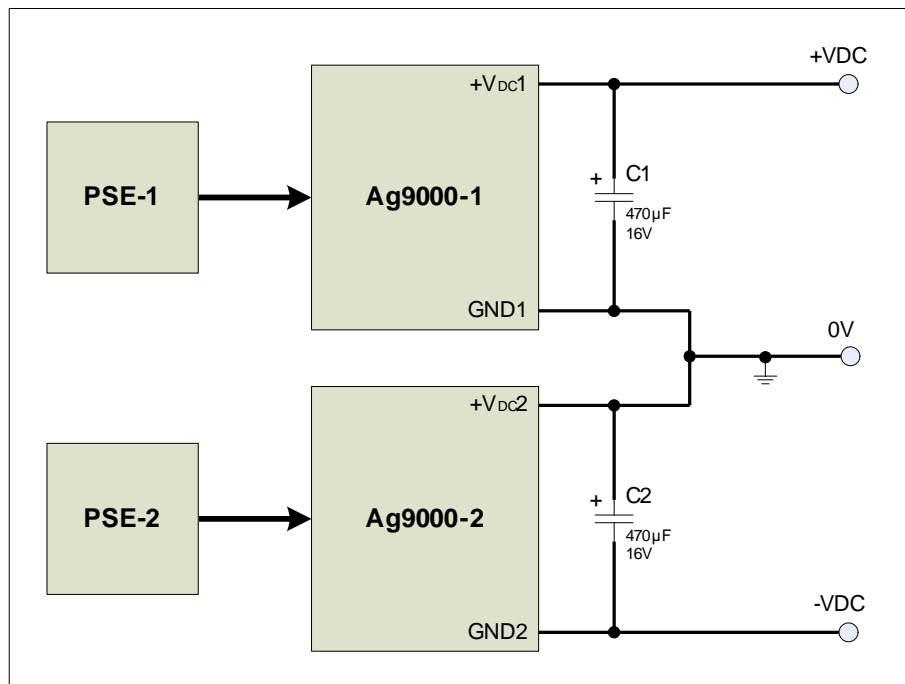 +VDC
+VDC1
PSE-1
Ag9000-1
+
C1
470µF
16V
GND1
0V
+VDC2
PSE-2
Ag9000-2
+
C2
470µF
16V
GND2
-VDC